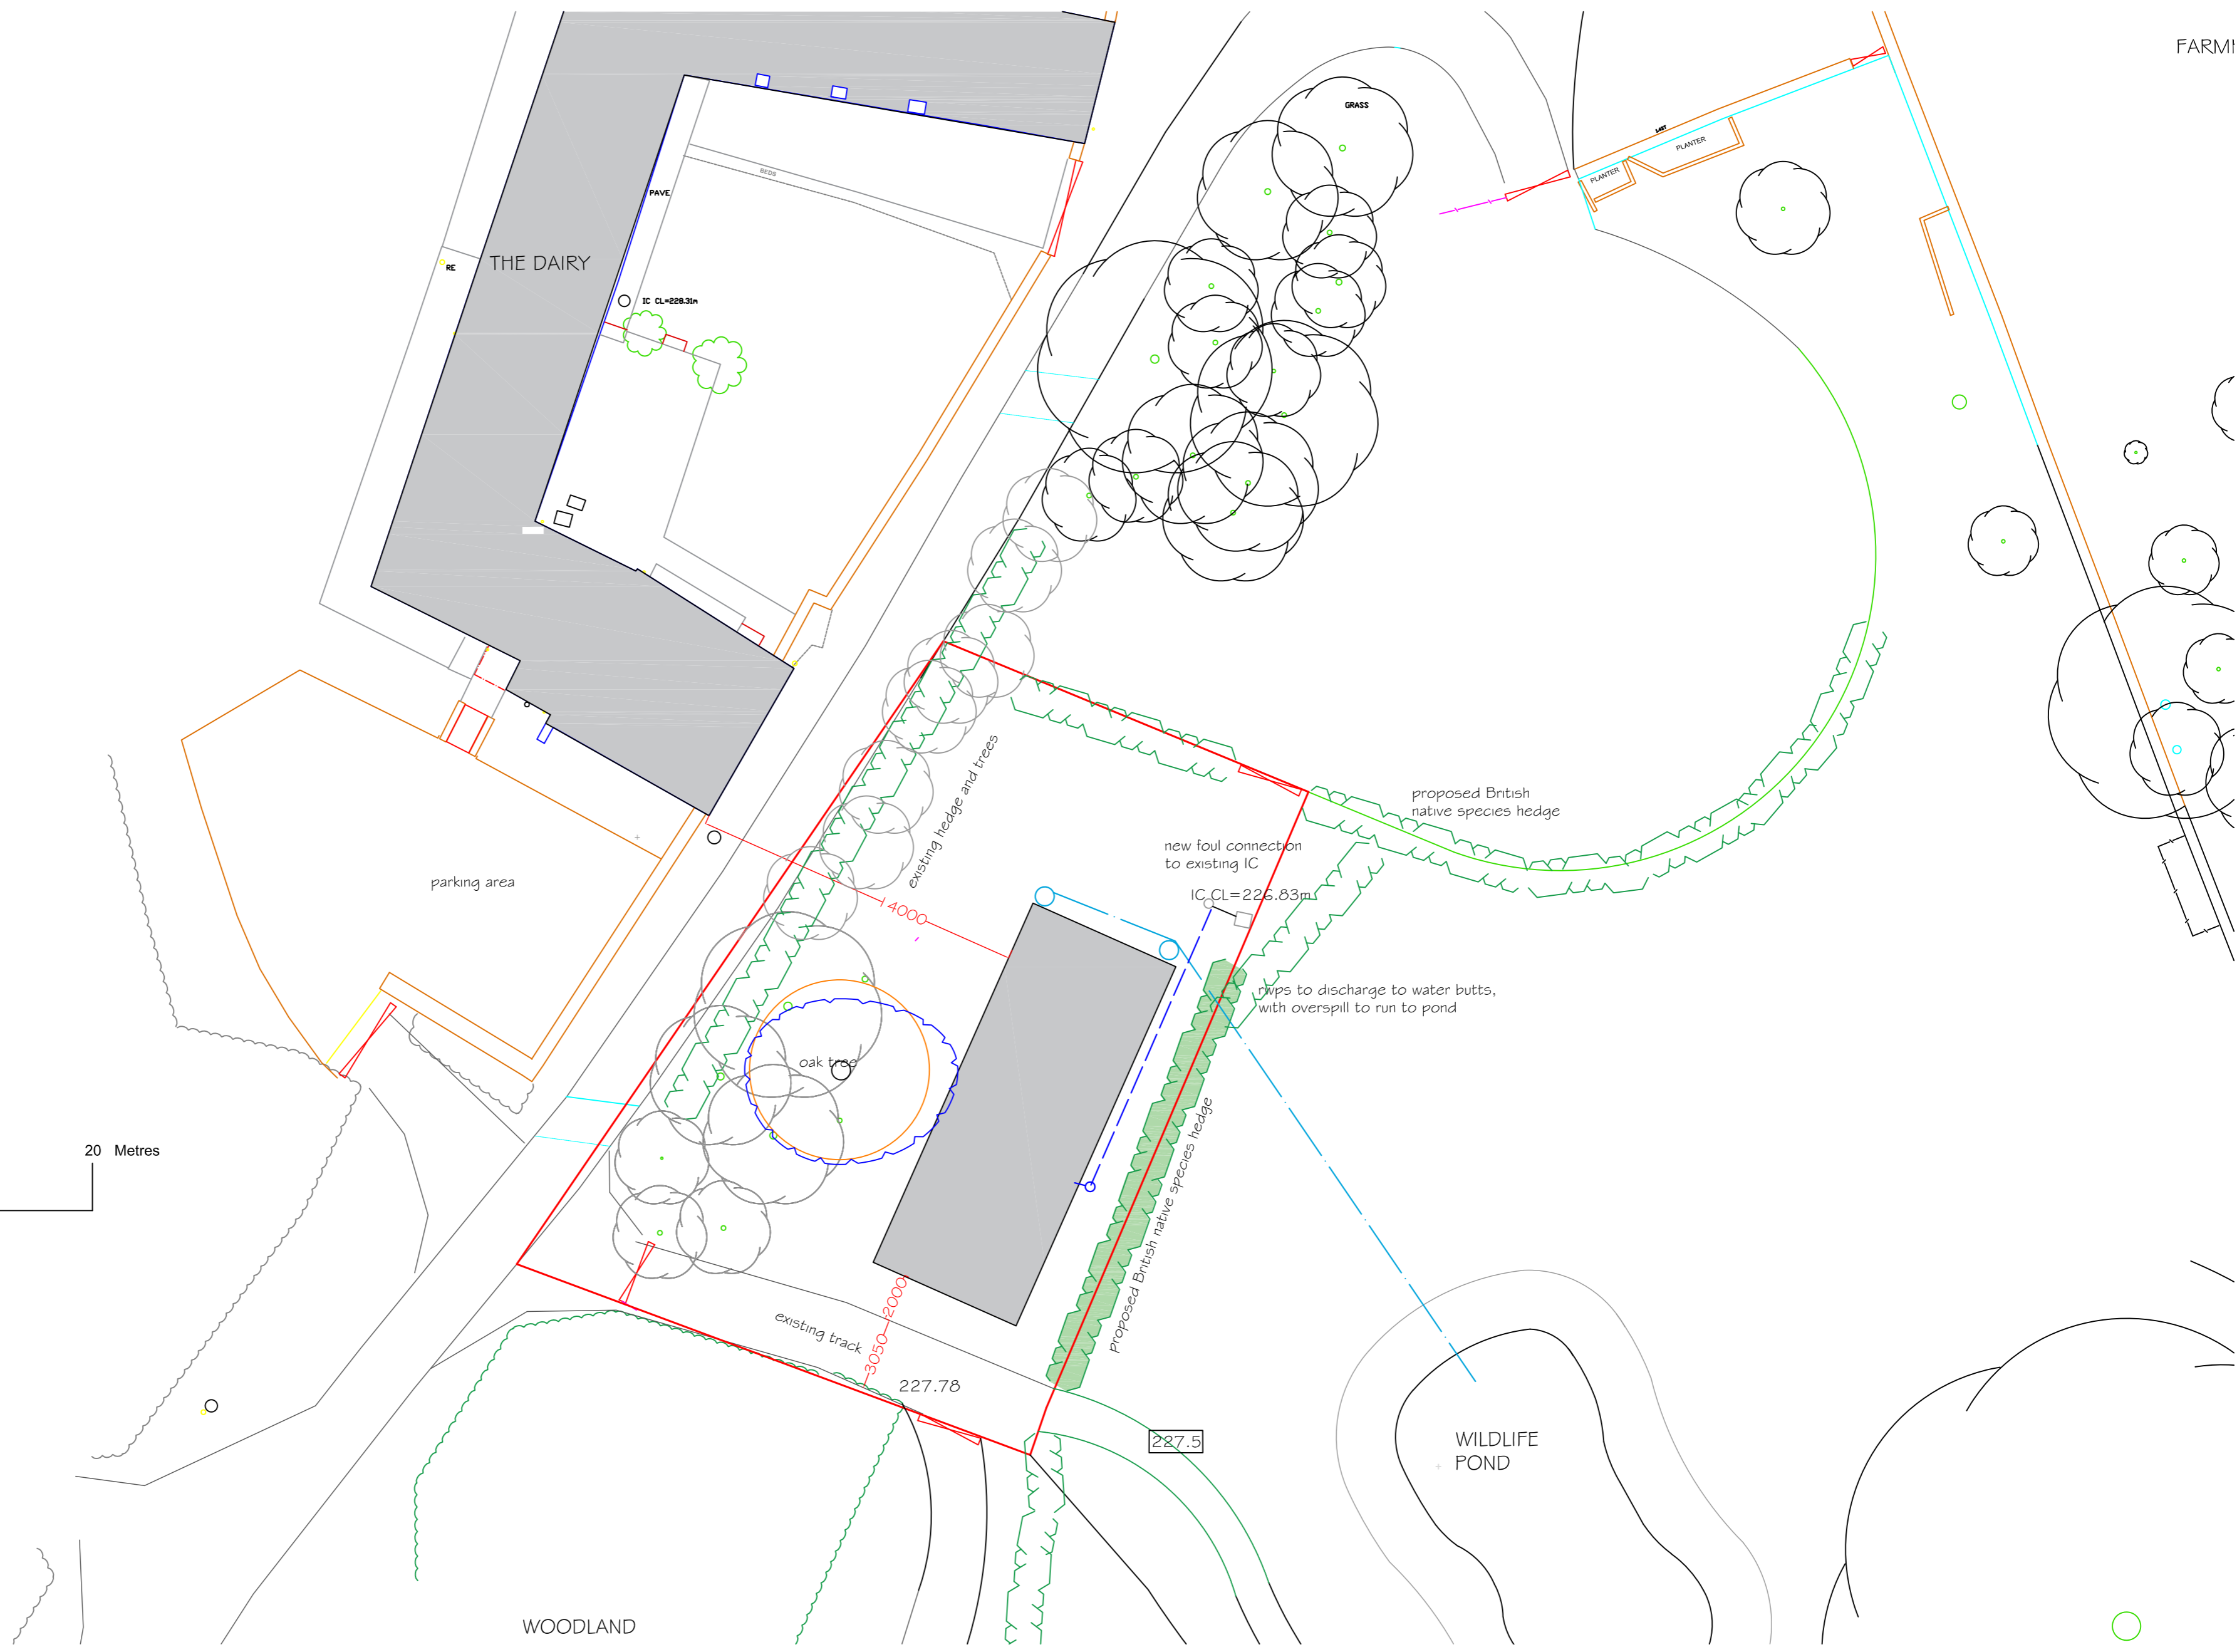 FARM
GRASS
PLANTER
PLANTER
BEDS
PAVE
THE DAIRY
RE
IC CL=228.31m
existing hedge and trees
proposed British
native species hedge
new foul connection
to existing IC
IC CL=226.83m
parking area
4000
rwps to discharge to water butts,
with overspill to run to pond
oak tree
proposed British native species hedge
20 Metres
2000
3050
existing track
227.78
227.5
WILDLIFE
POND
WOODLAND